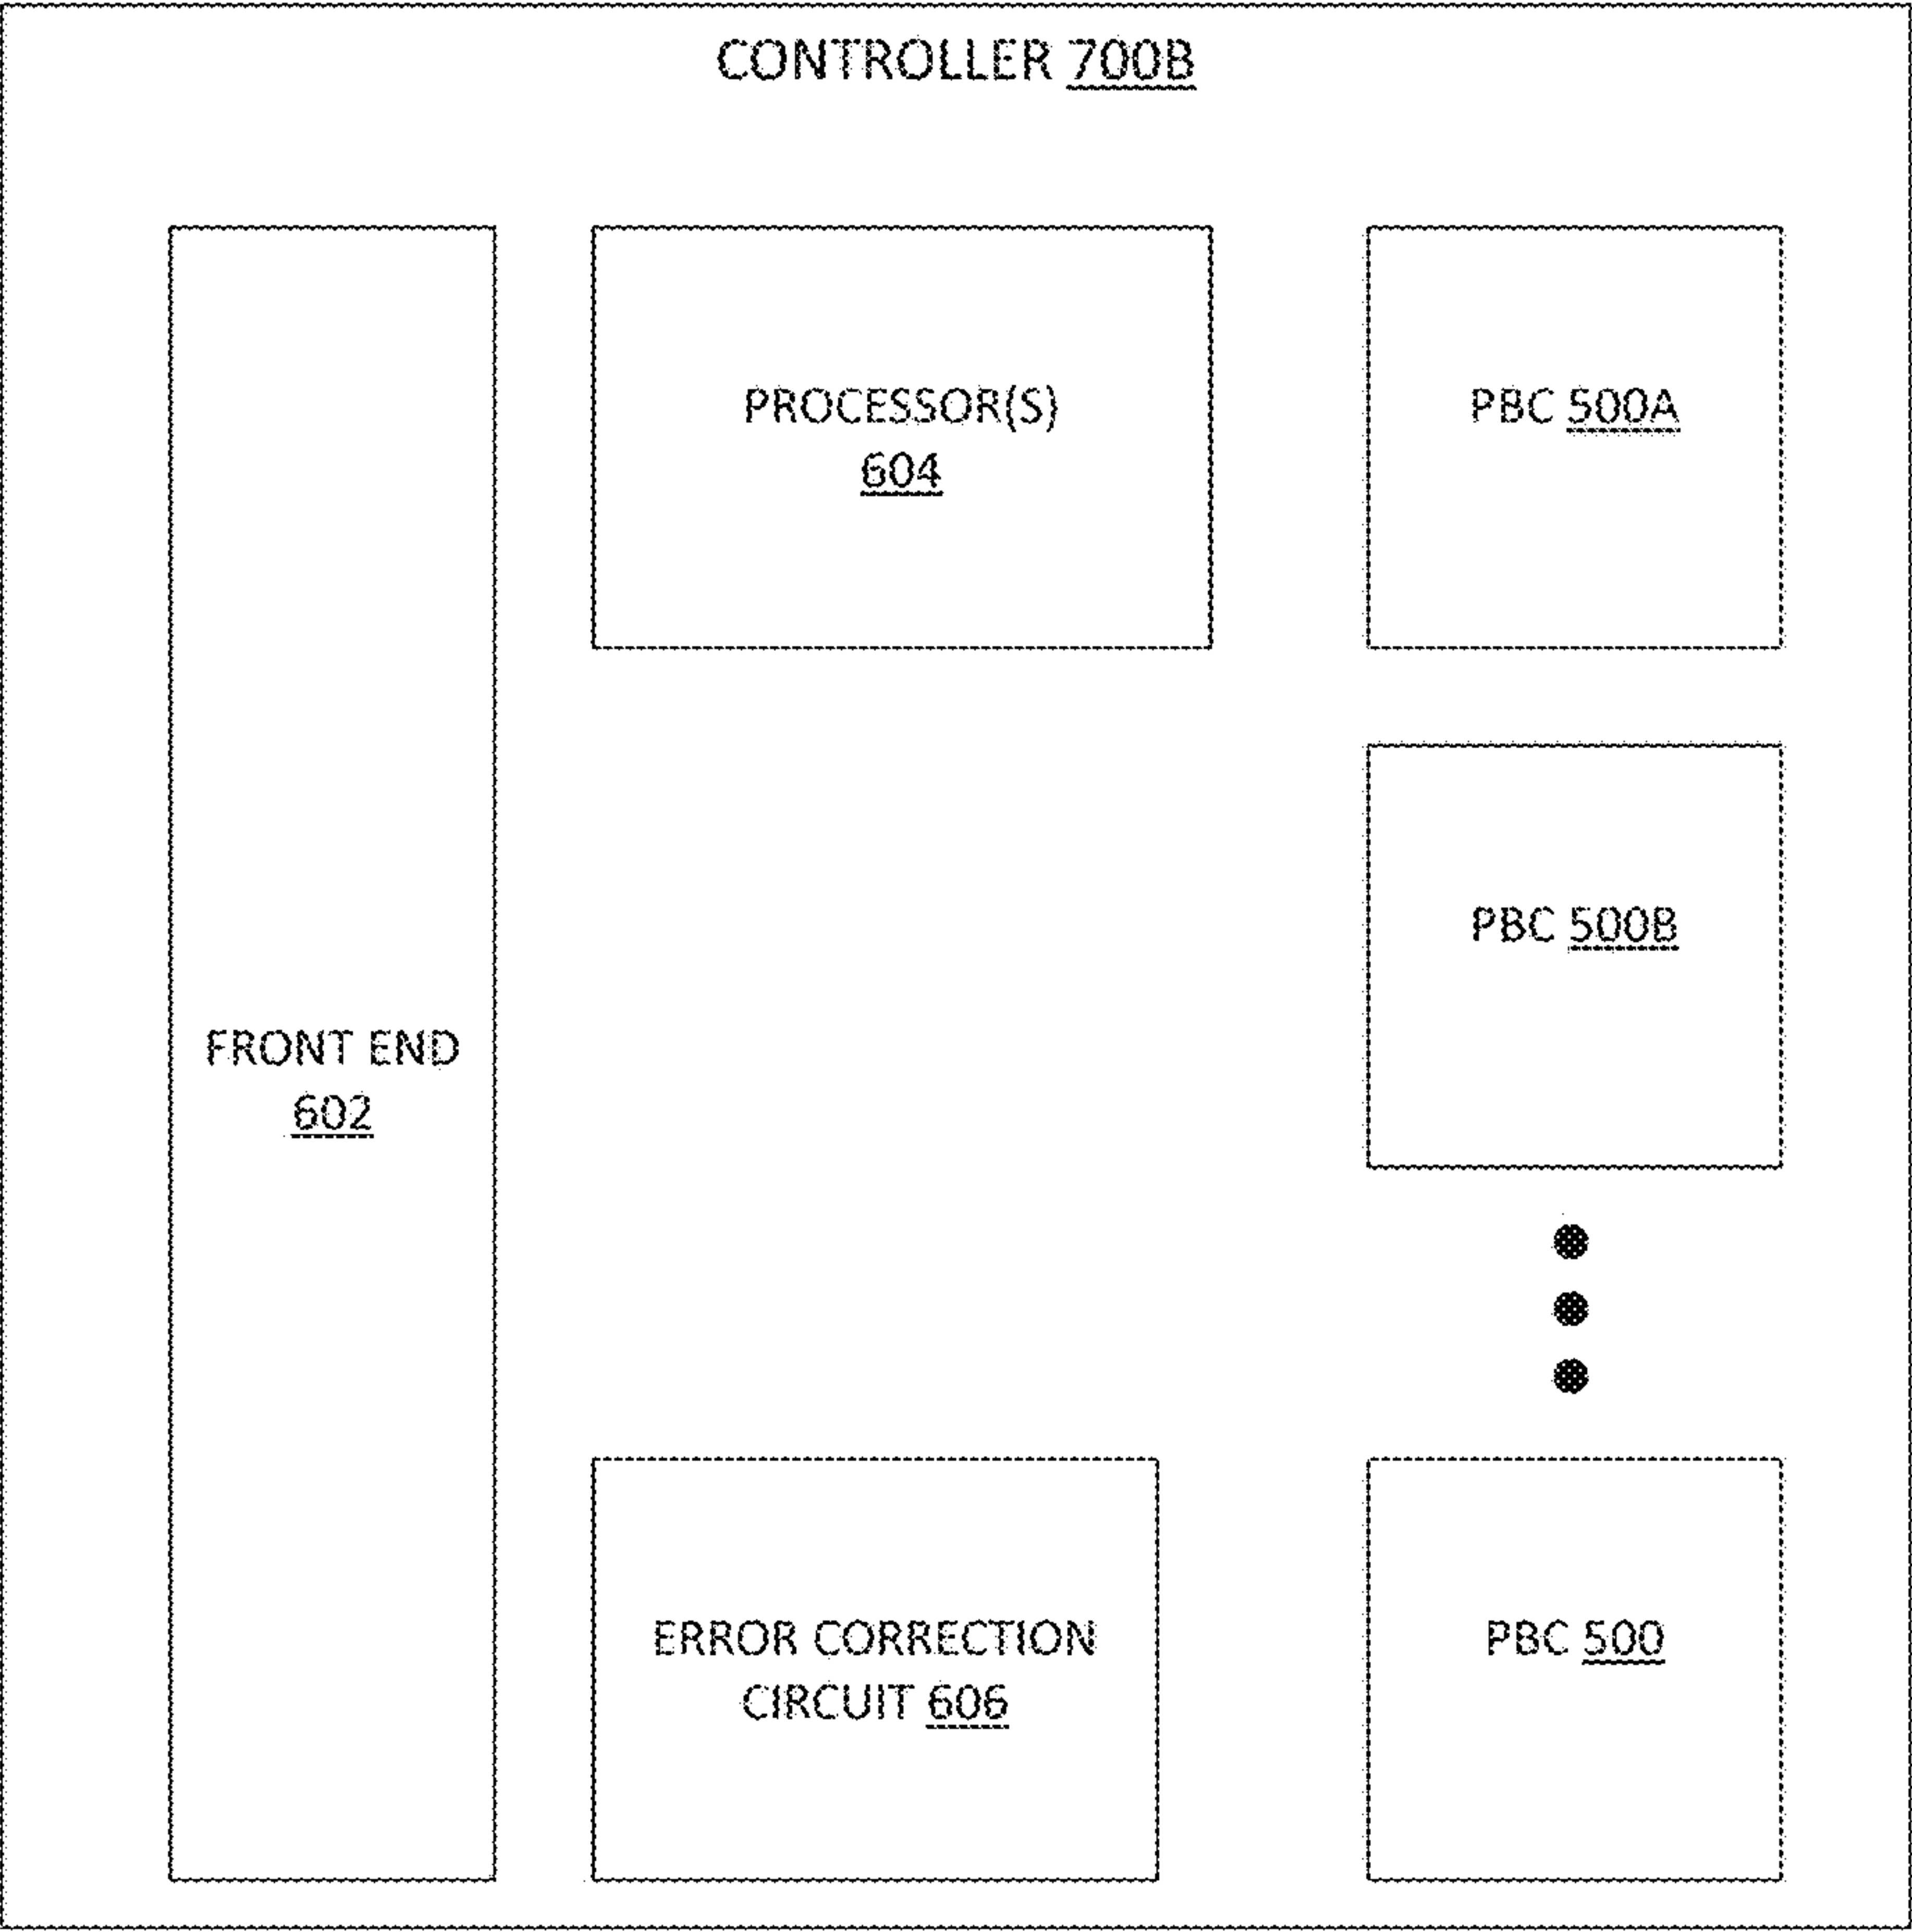 CONTROLLER 700B
PROCESSOR(S)
604
PBC 500A
PBC 500B
FRONT END
602
ERROR CORRECTION
CIRCUIT 606
PBC 500